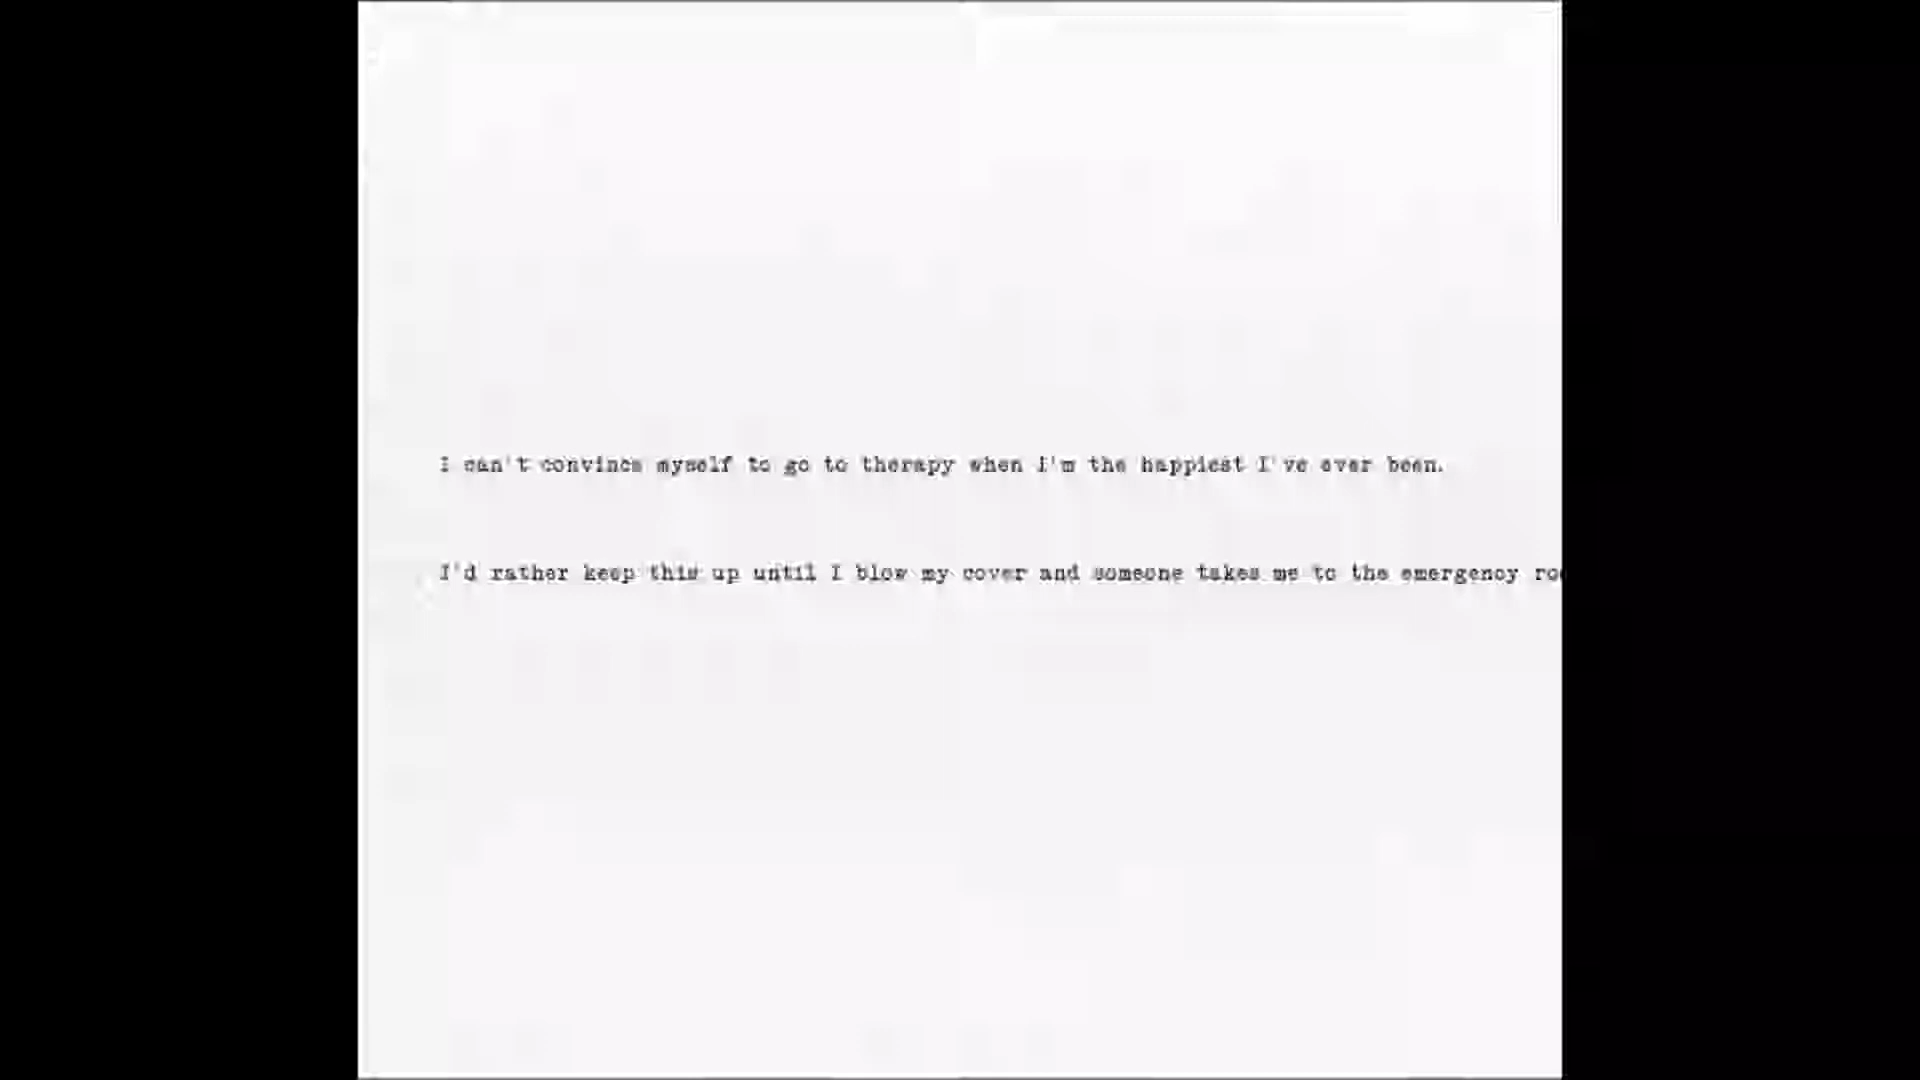 I can't convince myself to go to therapy when I'm the happiest I've ever been.
I'd rather keep this up until I blow my cover and someone takes me to the emergency